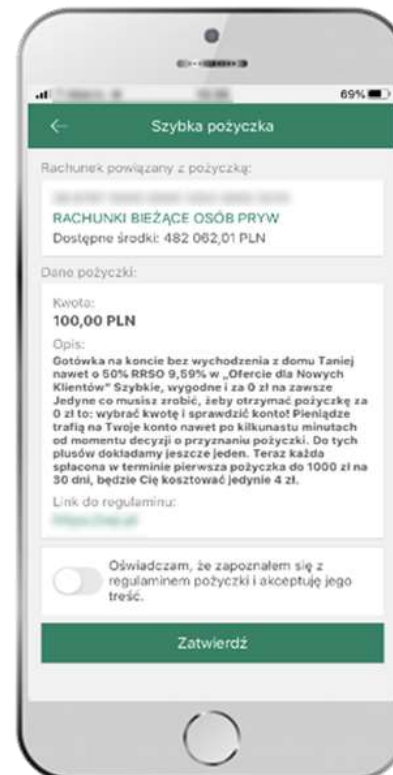 69%
Szybka pożyczka
Rachunek powiązany z pożyczką:
RACHUNKI BIEŻĄCE OSÓB PRYW
Dostępne środki: 482 062,01 PLN
Dane pożyczki:
Kwota:
100,00 PLN
Opis:
Gotówka na koncie bez wychodzenia z domu Taniej
nawet o 50% RRSO 9,59% w „Ofercie dla Nowych
Klientów” Szybkie, wygodne i za 0 zł na zawsze
Jedyne co musisz zrobić, żeby otrzymać pożyczkę za
0 zł to: wybrać kwotę i sprawdzić konto! Pieniądze
trafią na Twoje konto nawet po kilkunastu minutach
od momentu decyzji o przyznaniu pożyczki. Do tych
plusów dokładamy jeszcze jeden. Teraz każda
spłacona w terminie pierwsza pożyczka do 1000 zł na
30 dni, będzie Cię kosztować jedynie 4 zł.
Link do regulaminu:
Oświadczam, że zapoznałem się z
regulaminem pożyczki i akceptuję jego
treść.
Zatwierdź